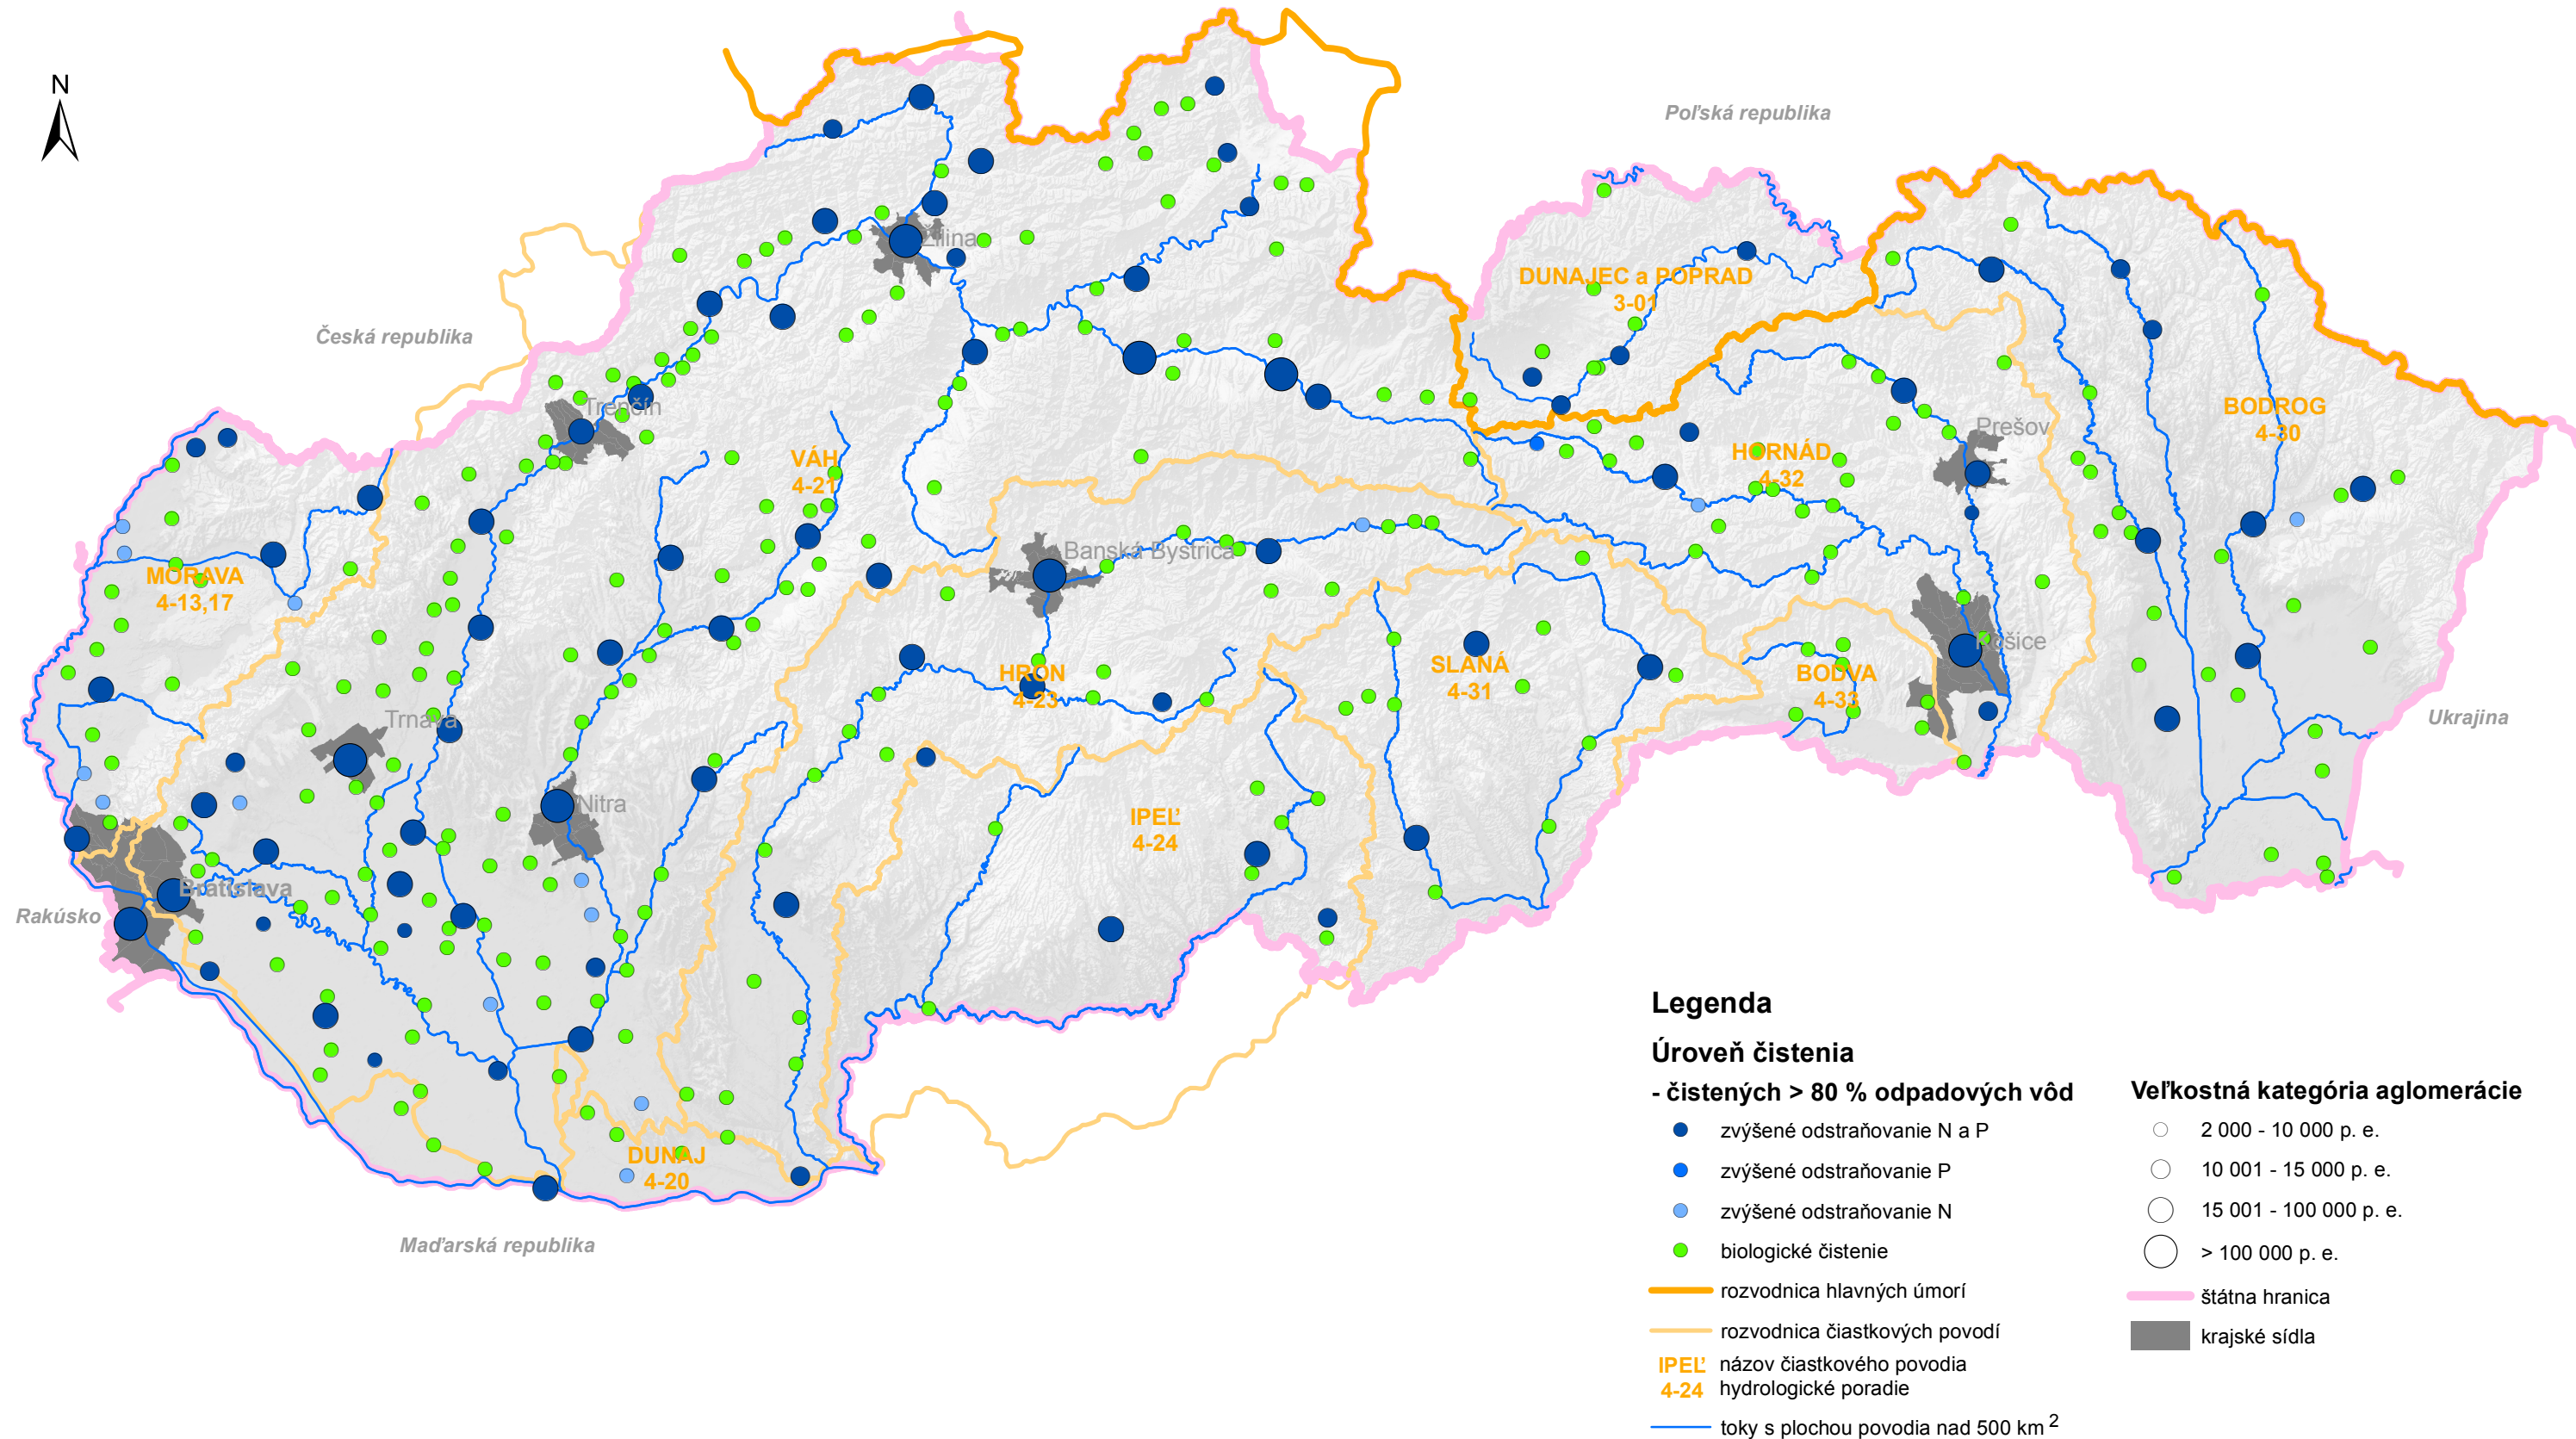 N
Poľská republika
Česká republika
Žilina
DUNAJEC a POPRAD
3-01
Trenčín
BODROG
4-30
Prešov
VÁH
4-21
HORNÁD
4-32
Banská Bystrica
MORAVA
4-13,17
Košice
SLANÁ
4-31
HRON
4-23
BODVA
4-33
Trnava
Ukrajina
Nitra
IPEĽ
4-24
Bratislava
Rakúsko
DUNAJ
4-20
Maďarská republika
Legenda
Úroveň čistenia
- čistených > 80 % odpadových vôd
zvýšené odstraňovanie N a P
zvýšené odstraňovanie P
zvýšené odstraňovanie N
biologické čistenie
rozvodnica hlavných úmorí
rozvodnica čiastkových povodí
IPEĽ názov čiastkového povodia
4-24 hydrologické poradie
toky s plochou povodia nad 500 km 2
Veľkostná kategória aglomerácie
2 000 - 10 000 p. e.
10 001 - 15 000 p. e.
15 001 - 100 000 p. e.
> 100 000 p. e.
štátna hranica
krajské sídla